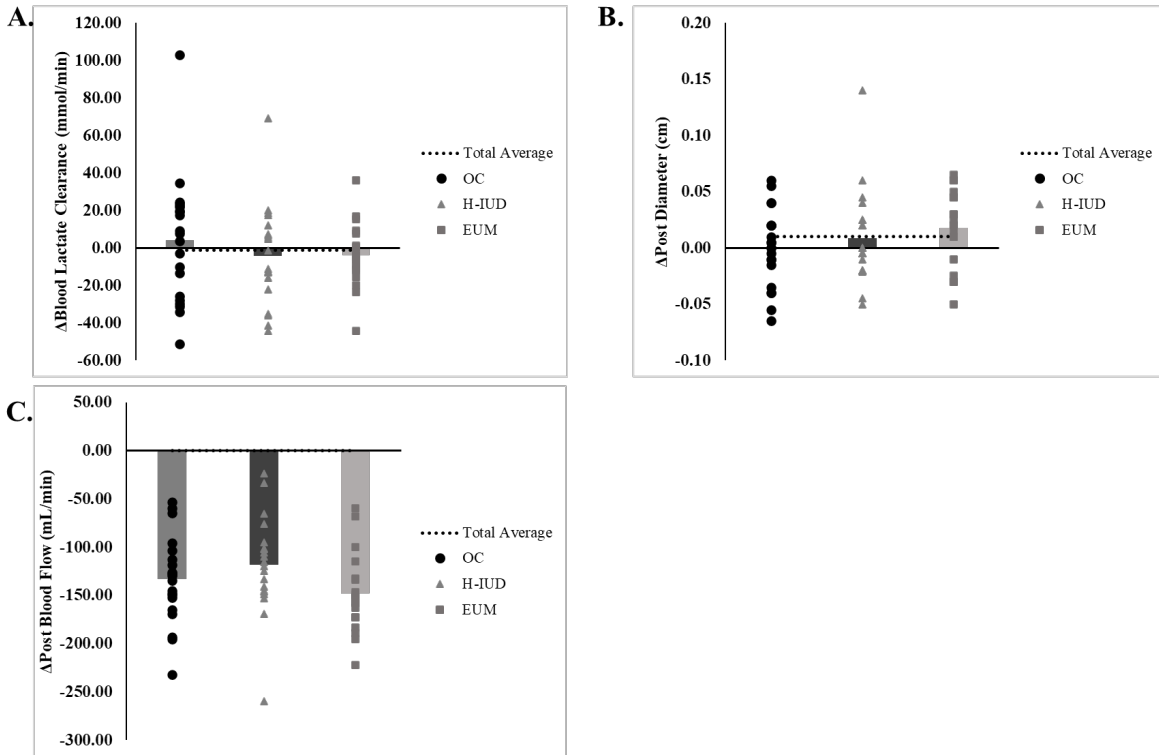 A.
ΔBlood Lactate Clearance (mmol/min)
120.00
100.00
80.00
60.00
40.00
20.00
0.00
-20.00
-40.00
-60.00
Total Average
OC
H-IUD
EUM
B.
ΔPost Diameter (cm)
0.20
0.15
0.10
0.05
0.00
-0.05
-0.10
Total Average
OC
H-IUD
EUM
C.
ΔPost Blood Flow (mL/min)
50.00
0.00
-50.00
-100.00
-150.00
-200.00
-250.00
-300.00
Total Average
OC
H-IUD
EUM